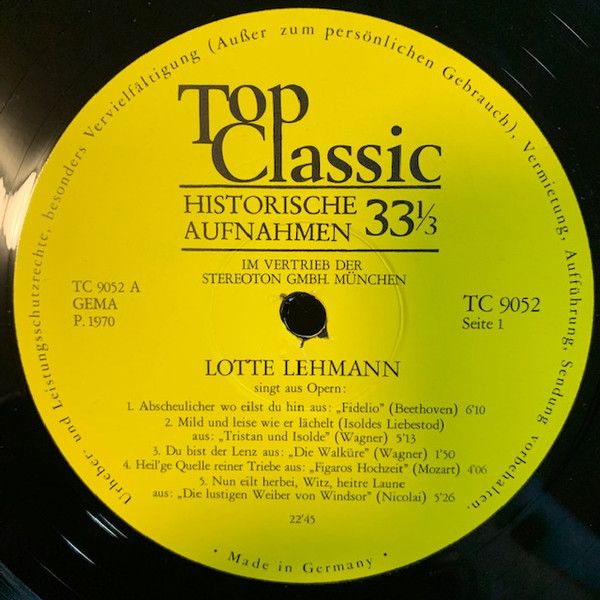 Urheber und Leistungsschutzrechte, besonders Vervielfältigung (Außer zum persönlichen Gebrauch), Vermietung, Aufführung, Sendung vorbehalten.
Top
Classic
HISTORISCHE
AUFNAHMEN
33⅓
IM VERTRIEB DER
STEREOTON GMBH. MÜNCHEN
TC 9052 A
GEMA
P. 1970
TC 9052
Seite 1
LOTTE LEHMANN
singt aus Opern:
1. Abscheulicher wo eilst du hin aus: „Fidelio" (Beethoven) 6'10
2. Mild und leise wie er lächelt (Isoldes Liebestod)
aus: „Tristan und Isolde" (Wagner) 5'13
3. Du bist der Lenz aus: „Die Walküre" (Wagner) 1'50
4. Heil'ge Quelle reiner Triebe aus: „Figaros Hochzeit" (Mozart) 4'06
5. Nun eilt herbei, Witz, heitre Laune
aus: „Die lustigen Weiber von Windsor" (Nicolai) 5'26
22'45
• Made in Germany •